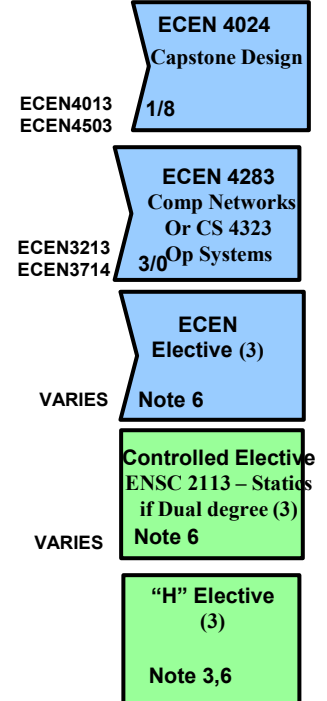 ECEN 4024
Capstone Design
ECEN4013
ECEN4503
1/8
ECEN 4283
Comp Networks
Or CS 4323
Op Systems
ECEN3213
ECEN3714
3/0
ECEN
Elective (3)
VARIES
Note 6
Controlled Elective
ENSC 2113 – Statics
if Dual degree (3)
VARIES
Note 6
“H” Elective
(3)
Note 3,6